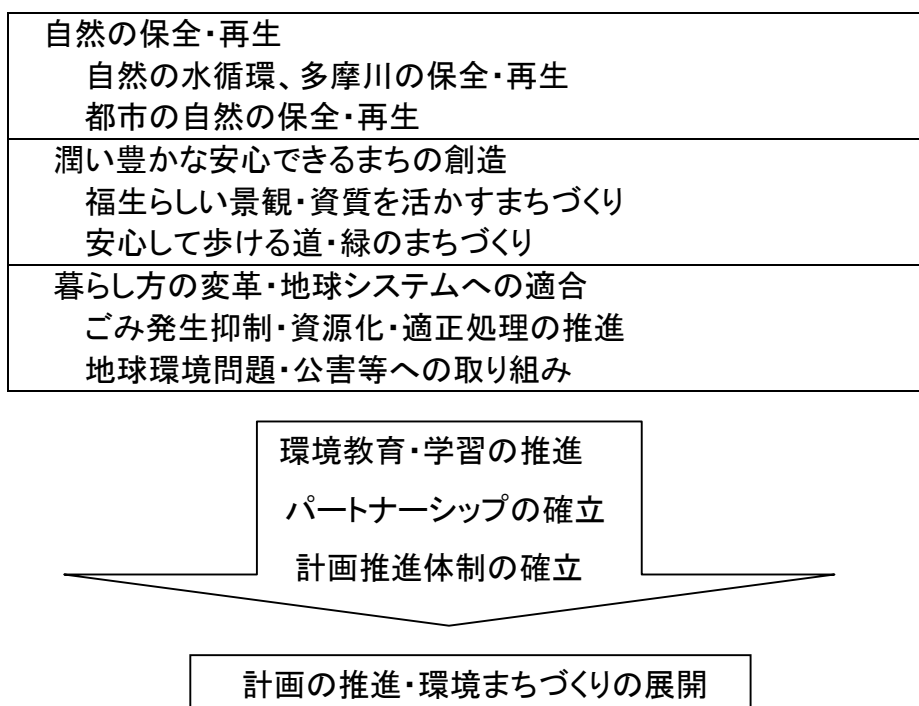 自然の保全・再生
自然の水循環、多摩川の保全・再生
都市の自然の保全・再生
潤い豊かな安心できるまちの創造
福生らしい景観・資質を活かすまちづくり
安心して歩ける道・緑のまちづくり
暮らし方の変革・地球システムへの適合
ごみ発生抑制・資源化・適正処理の推進
地球環境問題・公害等への取り組み
環境教育・学習の推進
パートナーシップの確立
計画推進体制の確立
計画の推進・環境まちづくりの展開